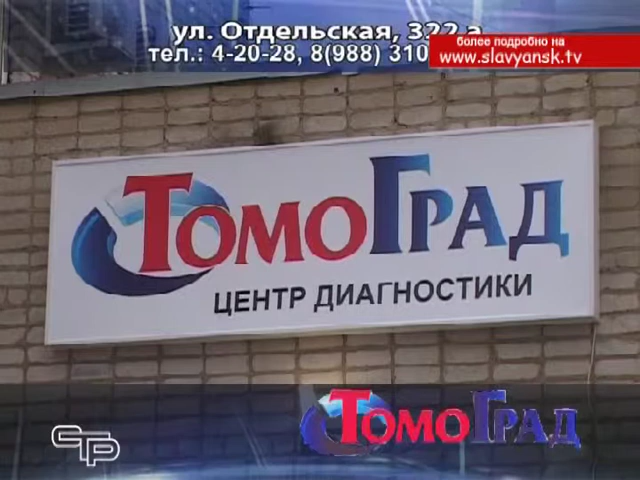 ул. Отдельская, 322 а
тел.: 4-20-28, 8(988) 310
более подробно на
www.slavyansk.tv
ТомоГрад
ЦЕНТР ДИАГНОСТИКИ
СТР
ТомоГрад